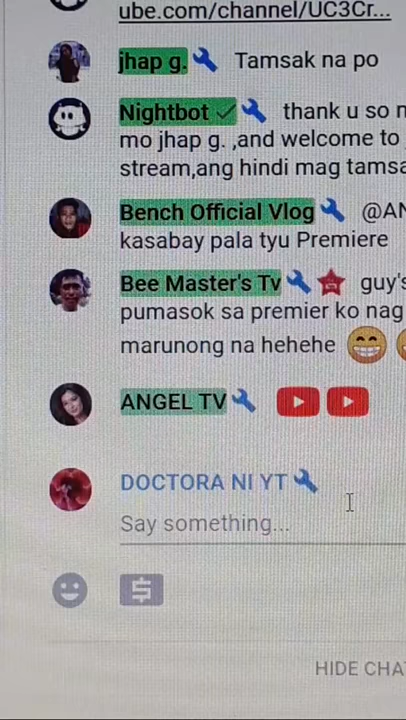 ube.com/channel/UC3Cr...
jhap g. Tamsak na po
Nightbot ✓ thank u so
mo jhap g. ,and welcome to
stream,ang hindi mag tamsa
Bench Official Vlog @AN
kasabay pala tyu Premiere
Bee Master's Tv guy's
pumasok sa premier ko nag
marunong na hehehe 😁
ANGEL TV
DOCTORA NI YT
Say something...
HIDE CHA